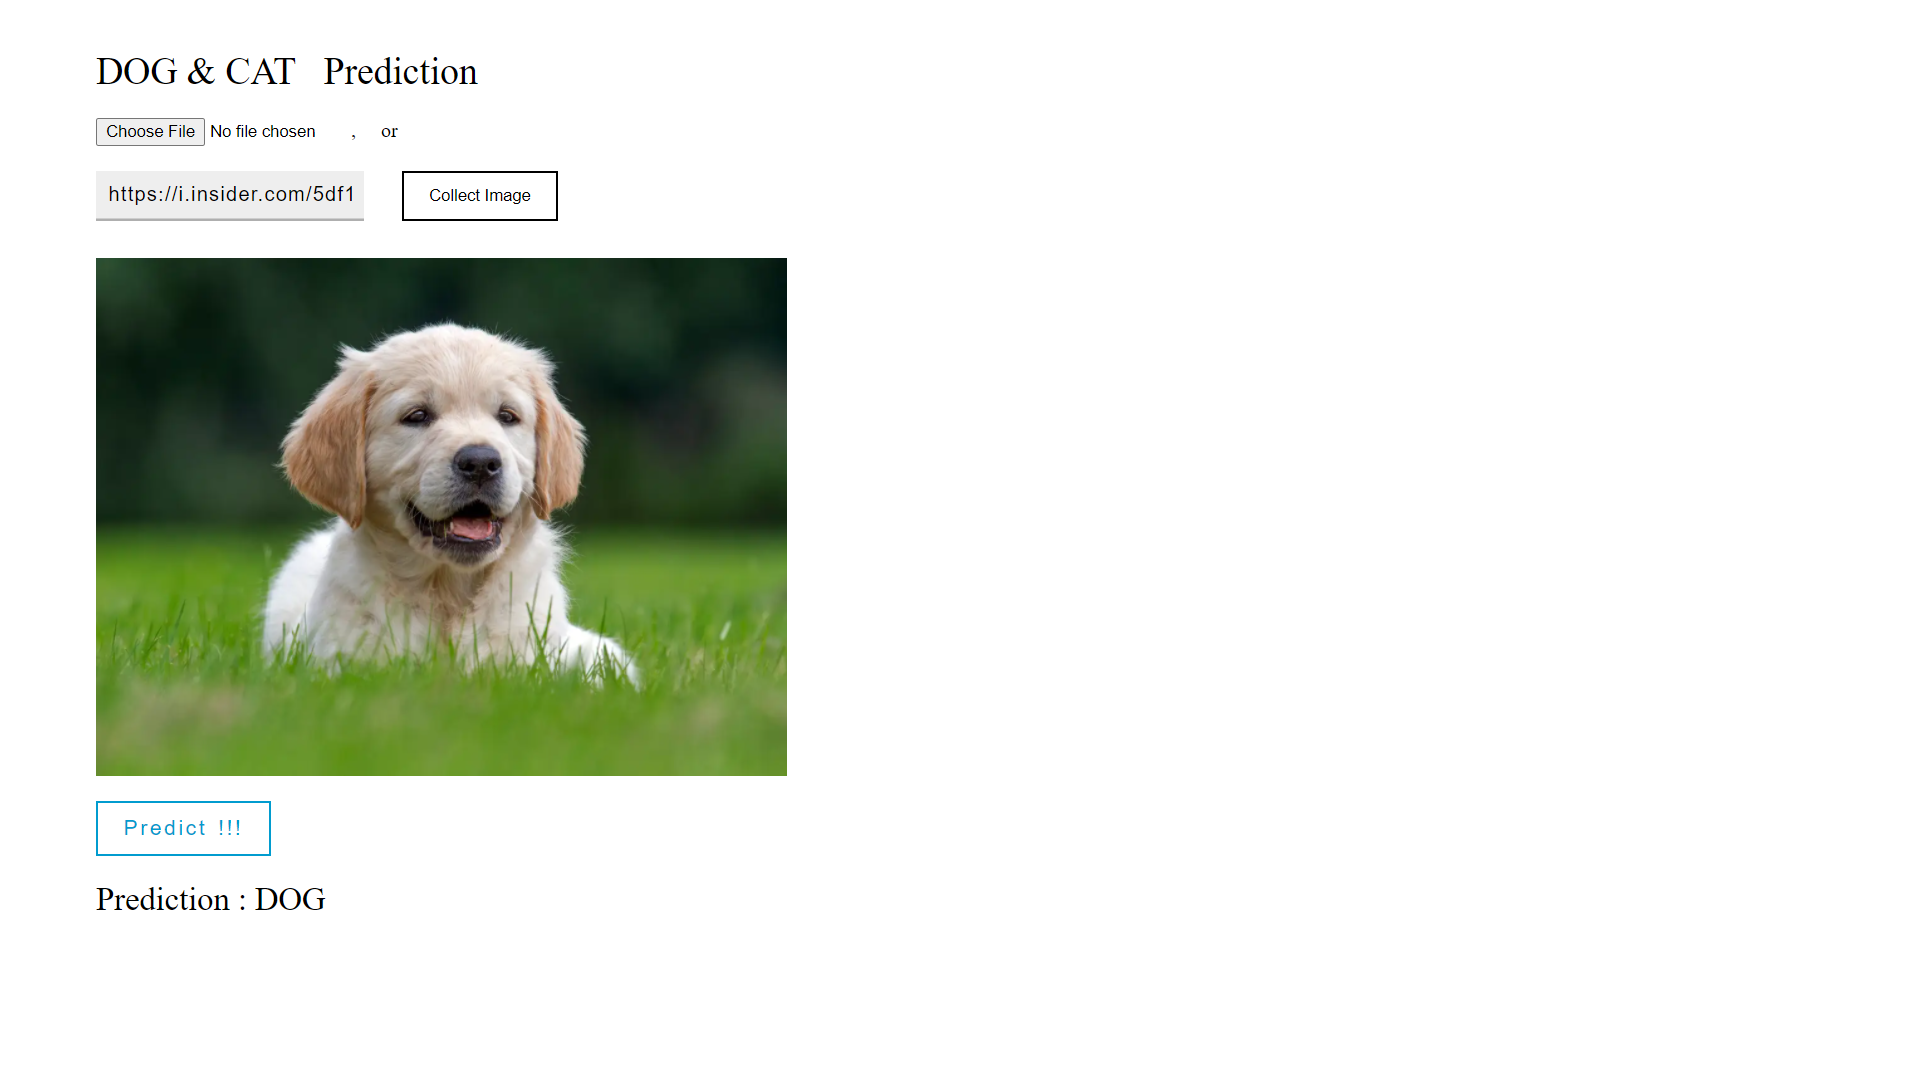 DOG & CAT Prediction
Choose File No file chosen , or
https://i.insider.com/5df1 Collect Image
Predict !!!
Prediction : DOG